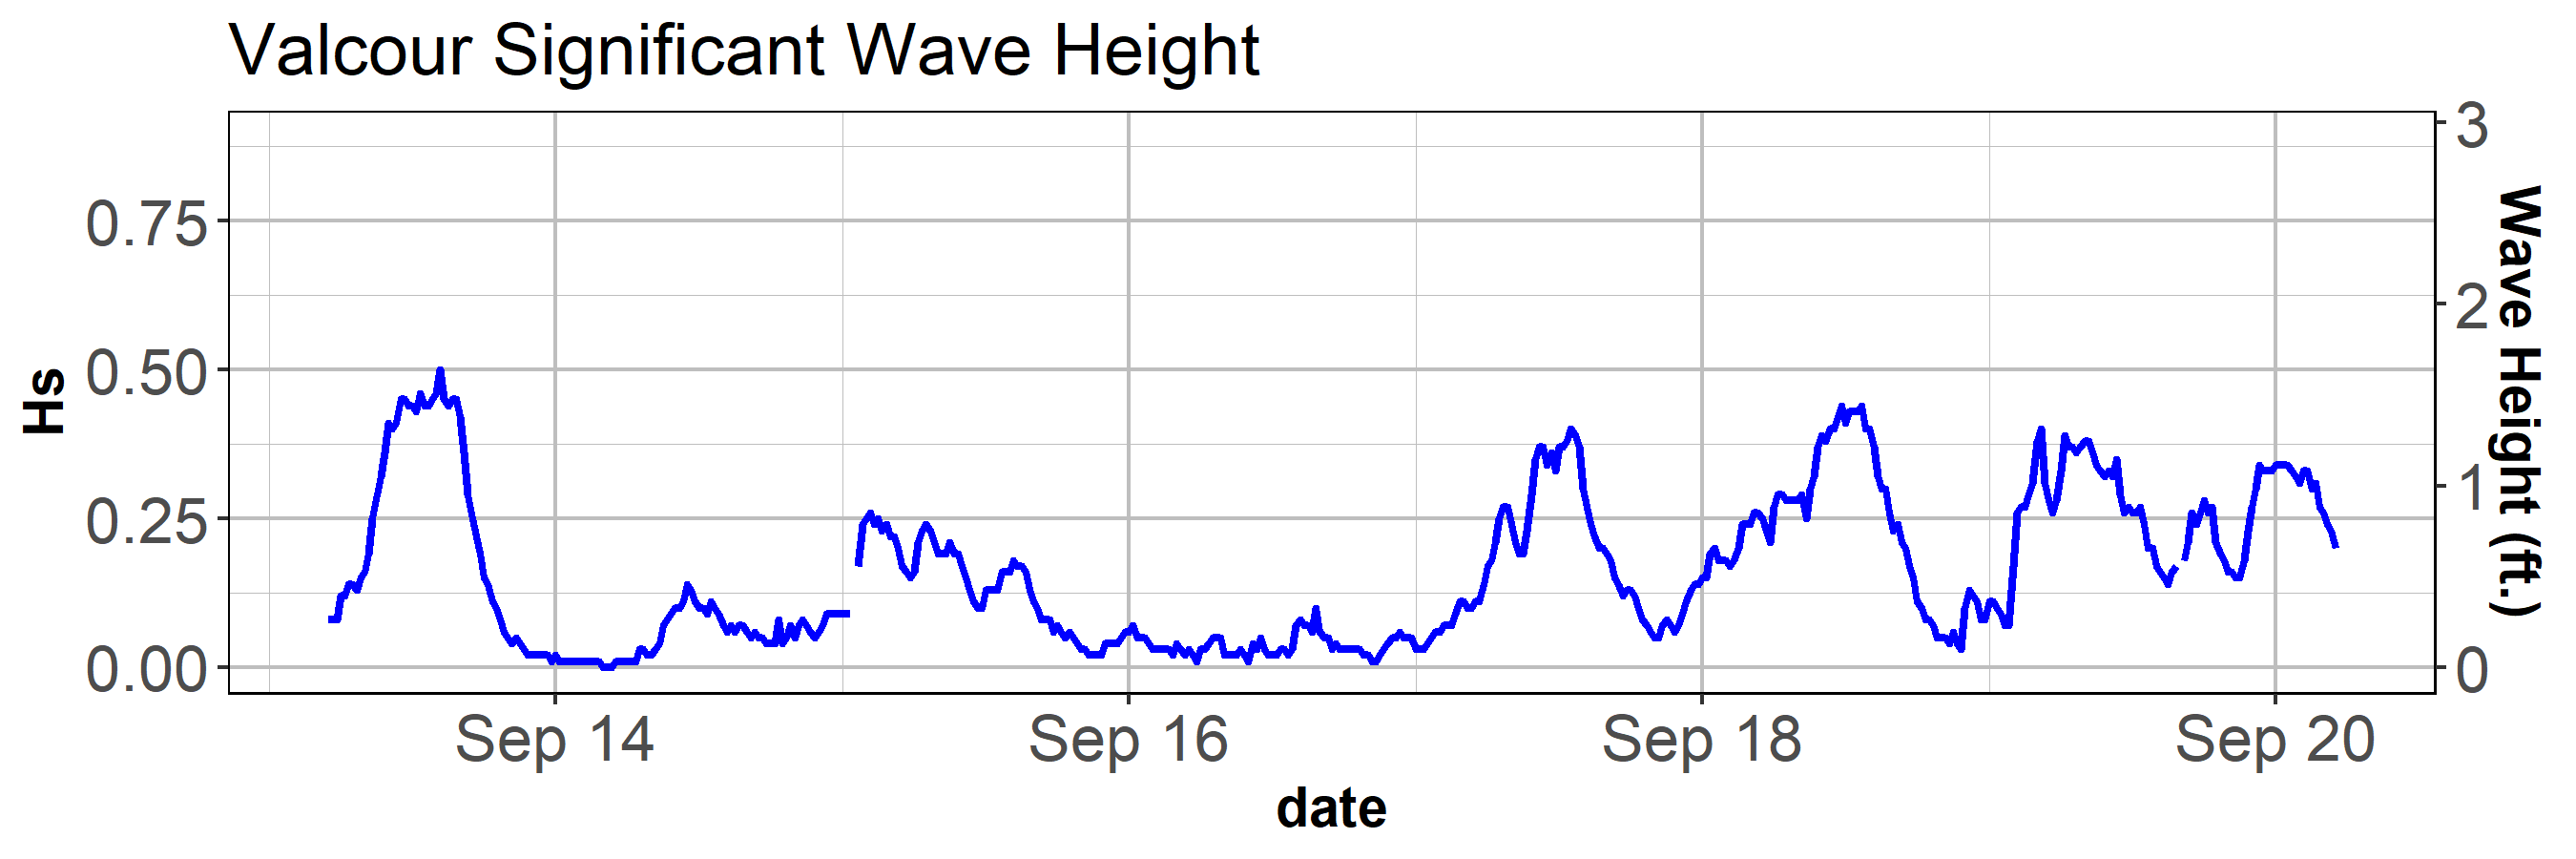 Valcour Significant Wave Height
Hs
0.75
0.50
0.25
0.00
3
2
1
0
Wave Height (ft.)
Sep 14 Sep 16 Sep 18 Sep 20
date